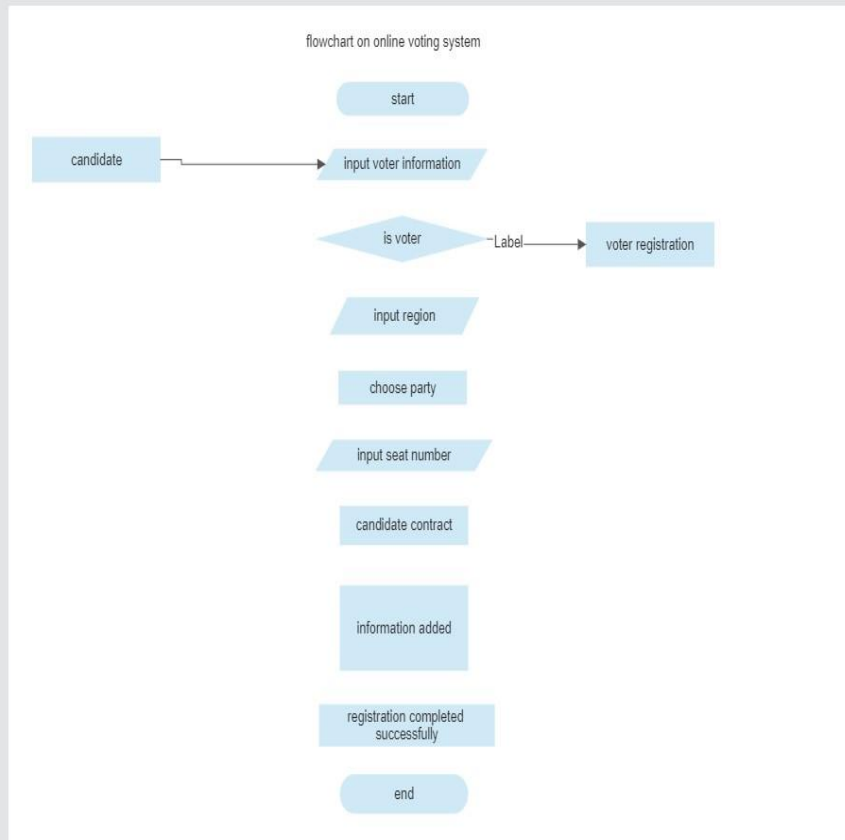 flowchart on online voting system
start
candidate
input voter information
is voter
Label
voter registration
input region
choose party
input seat number
candidate contract
information added
registration completed
successfully
end